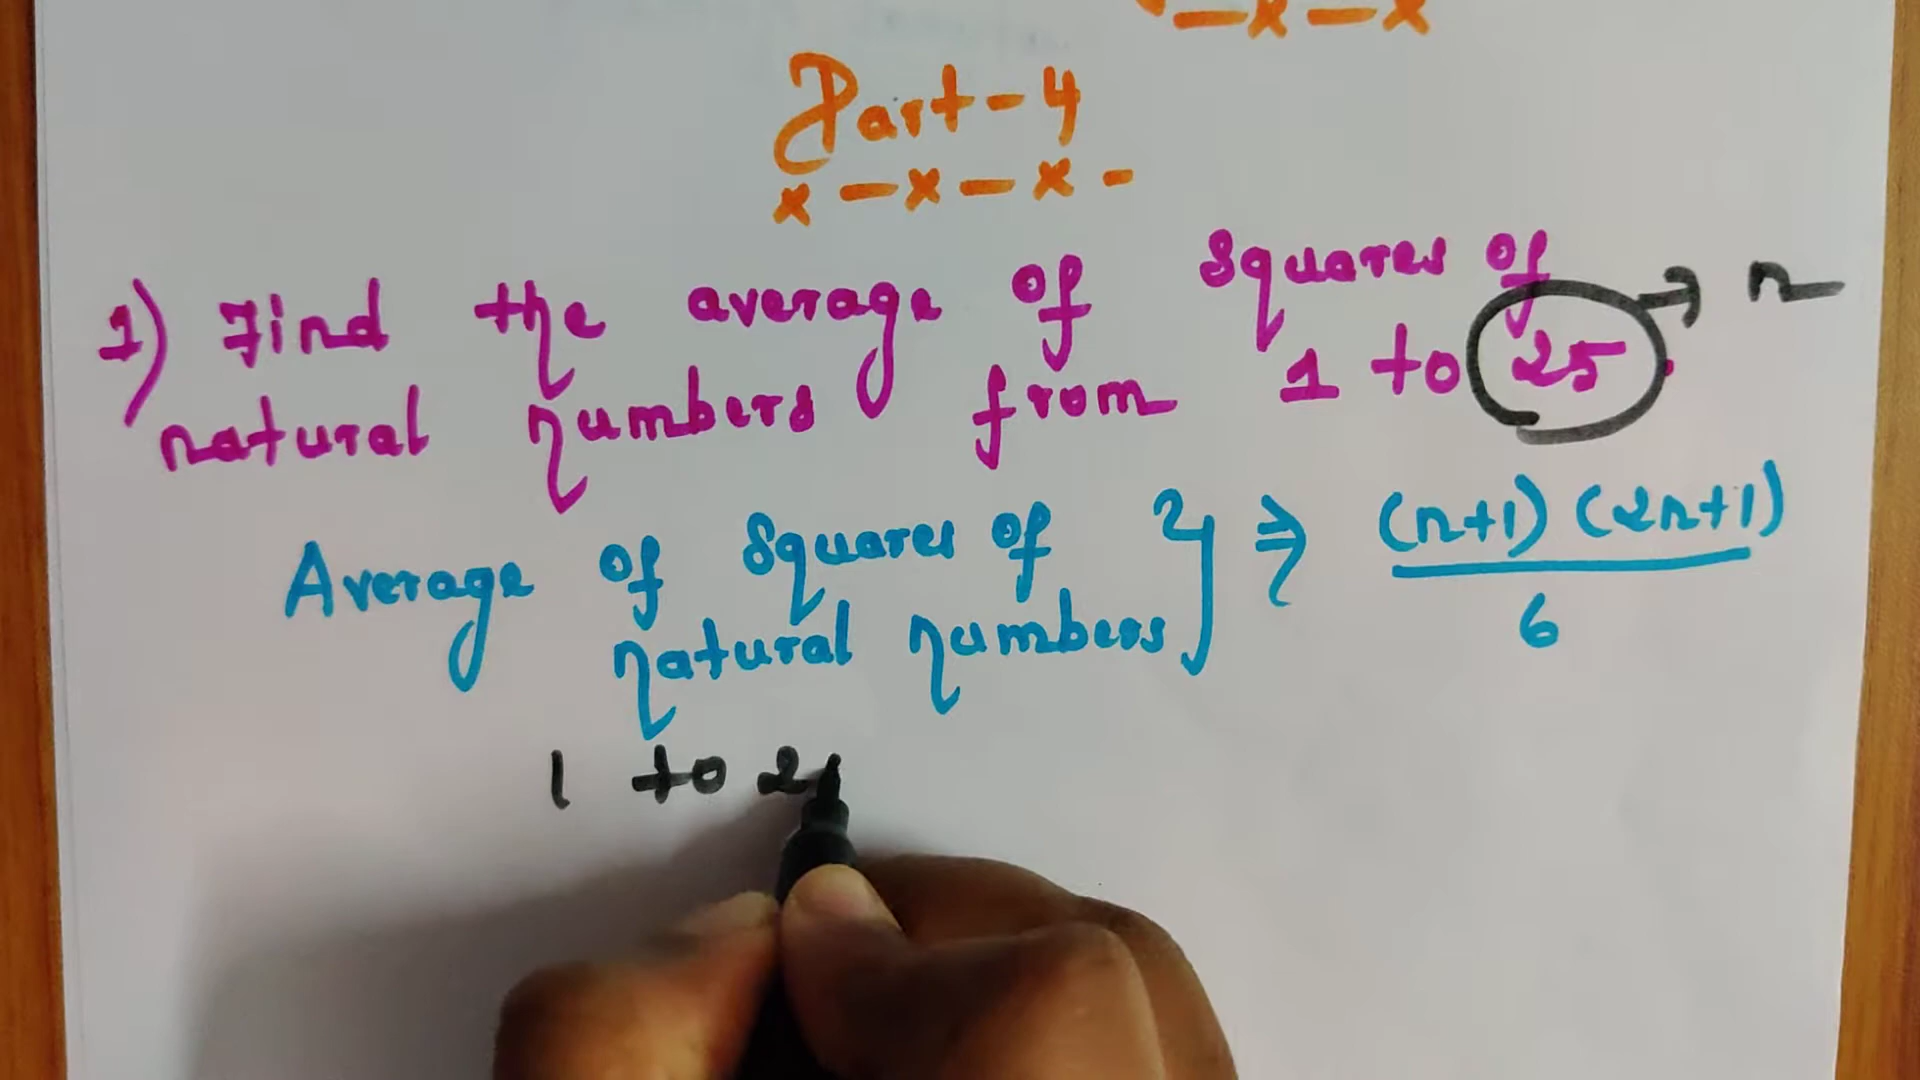 Part-4
x-x-x-
1) Find the average of Squares of
natural numbers from 1 to 25. → n
Average of Squares of } ⇒ (n+1) (2n+1)
natural numbers 6
1 to 2